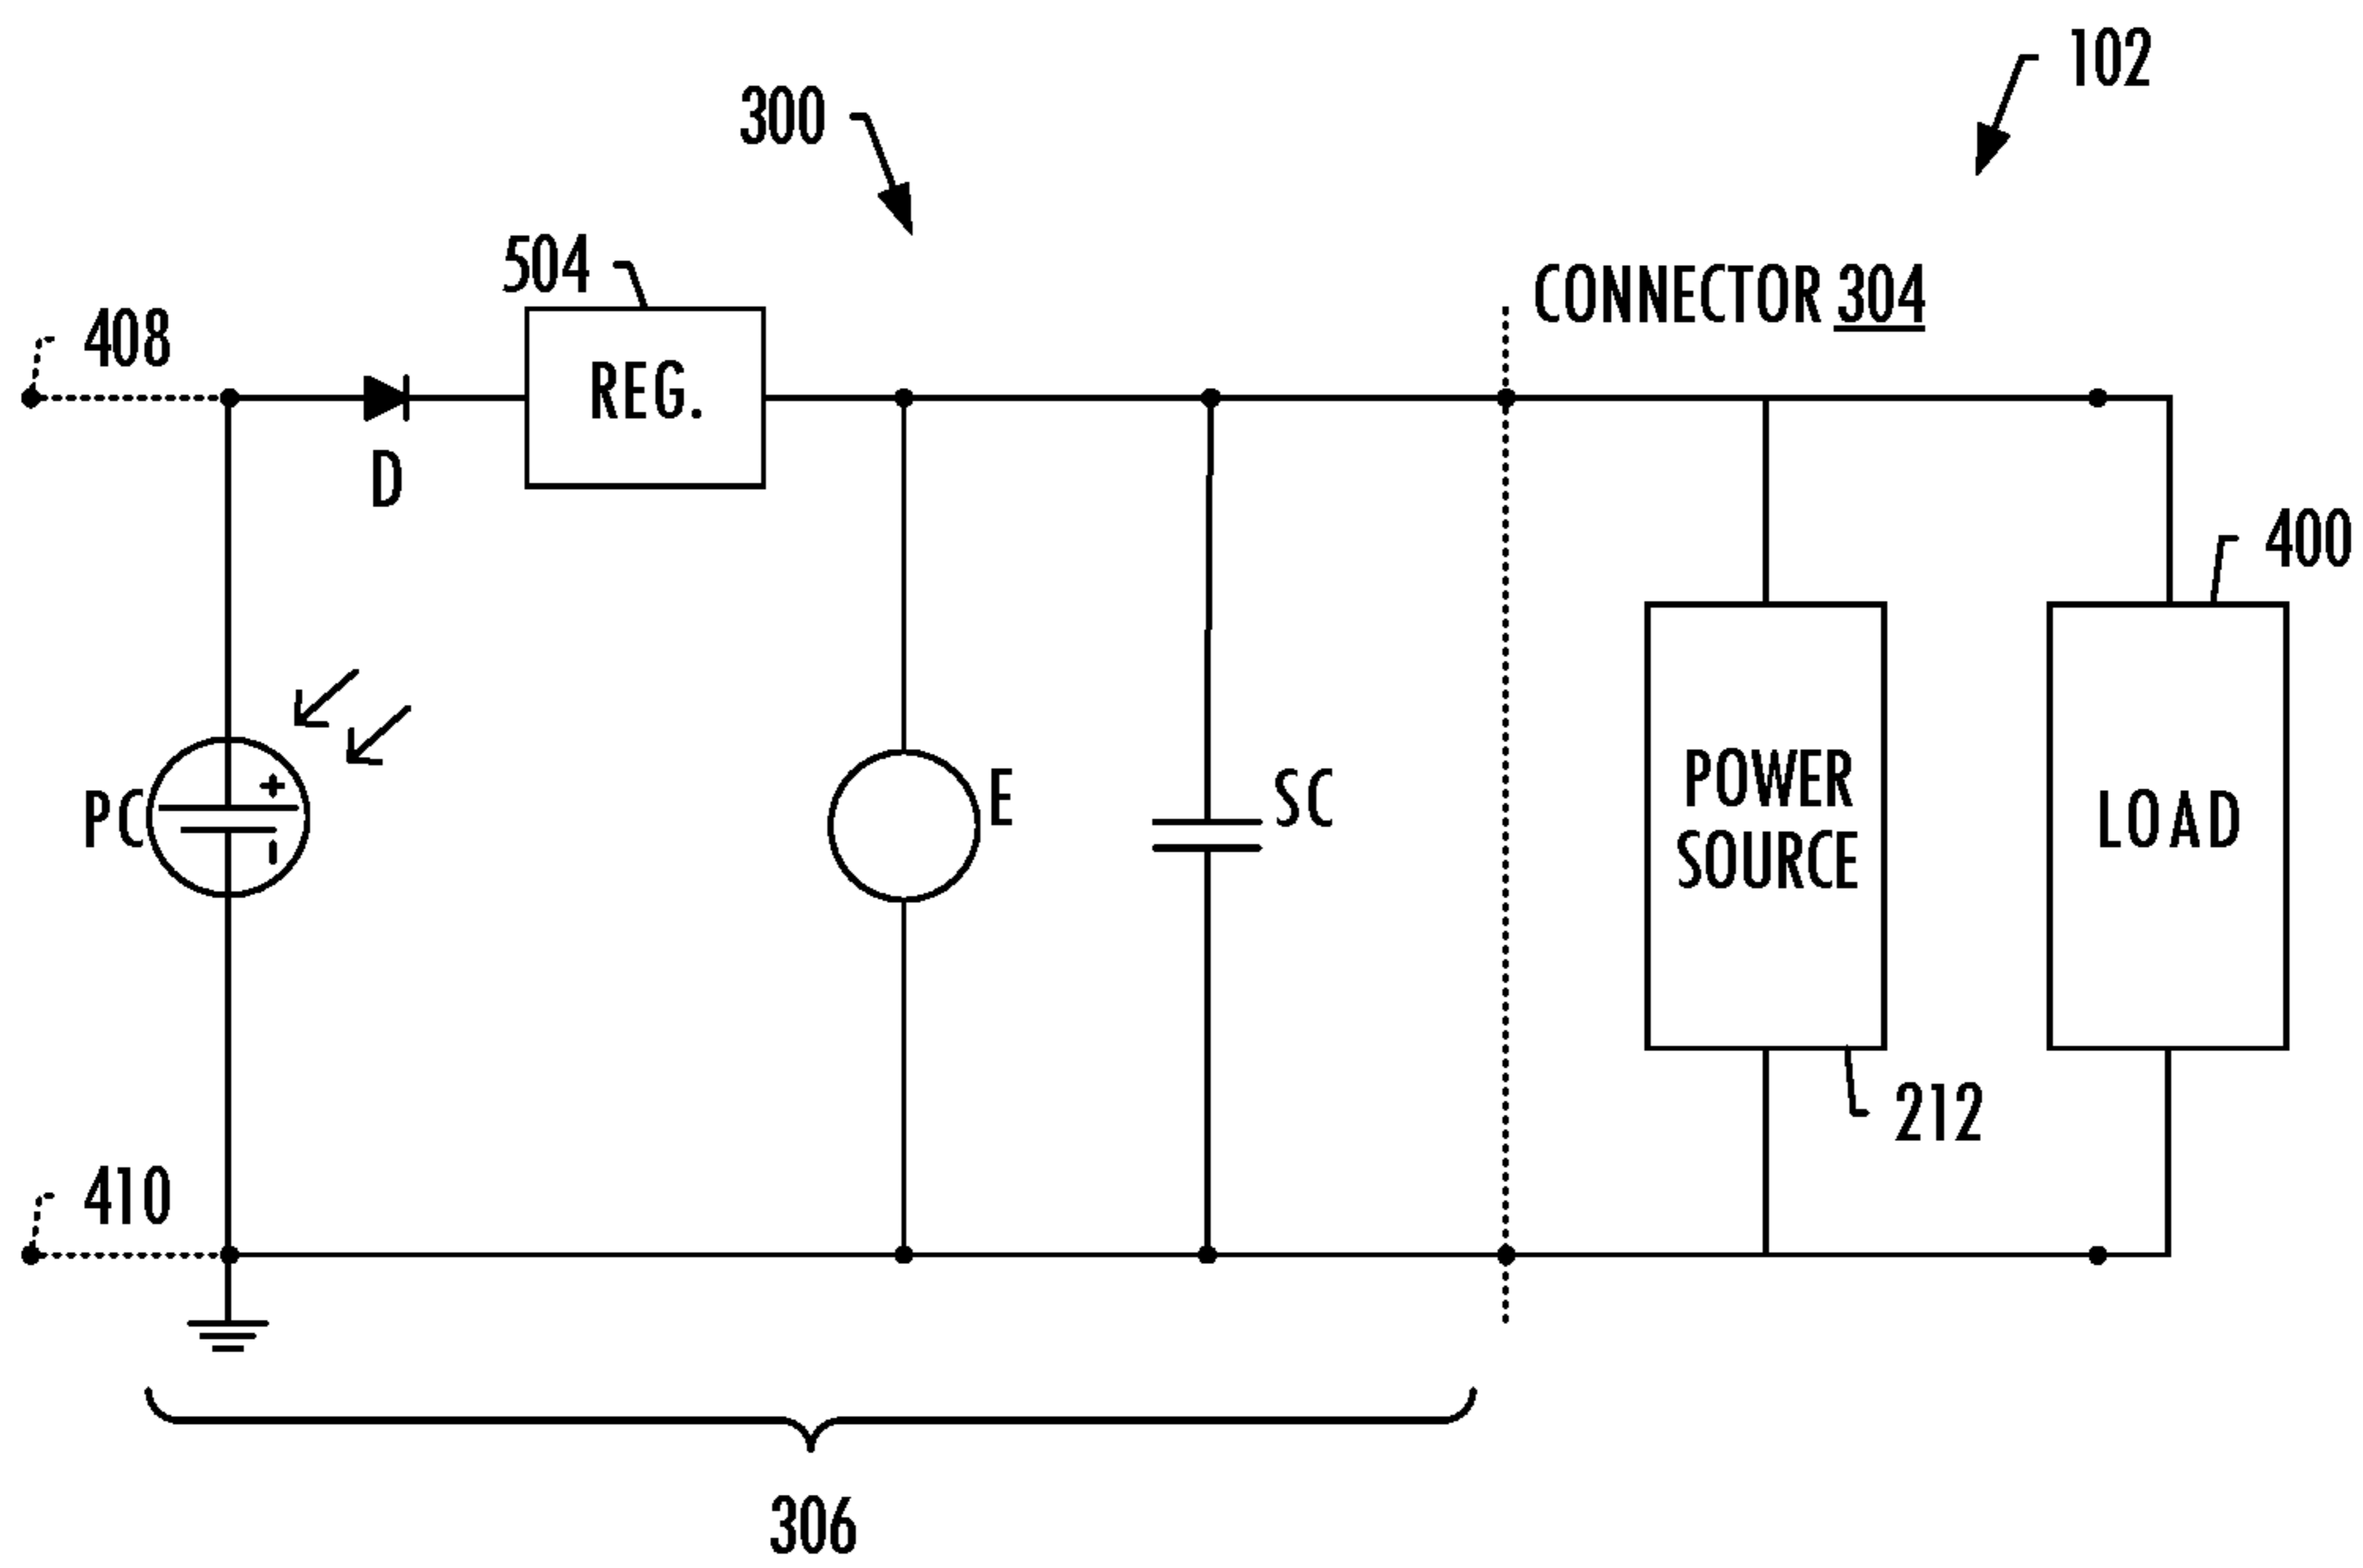 102
300
504
CONNECTOR 304
408
REG.
D
400
+
PC
E
SC
POWER
SOURCE
LOAD
-
212
410
306